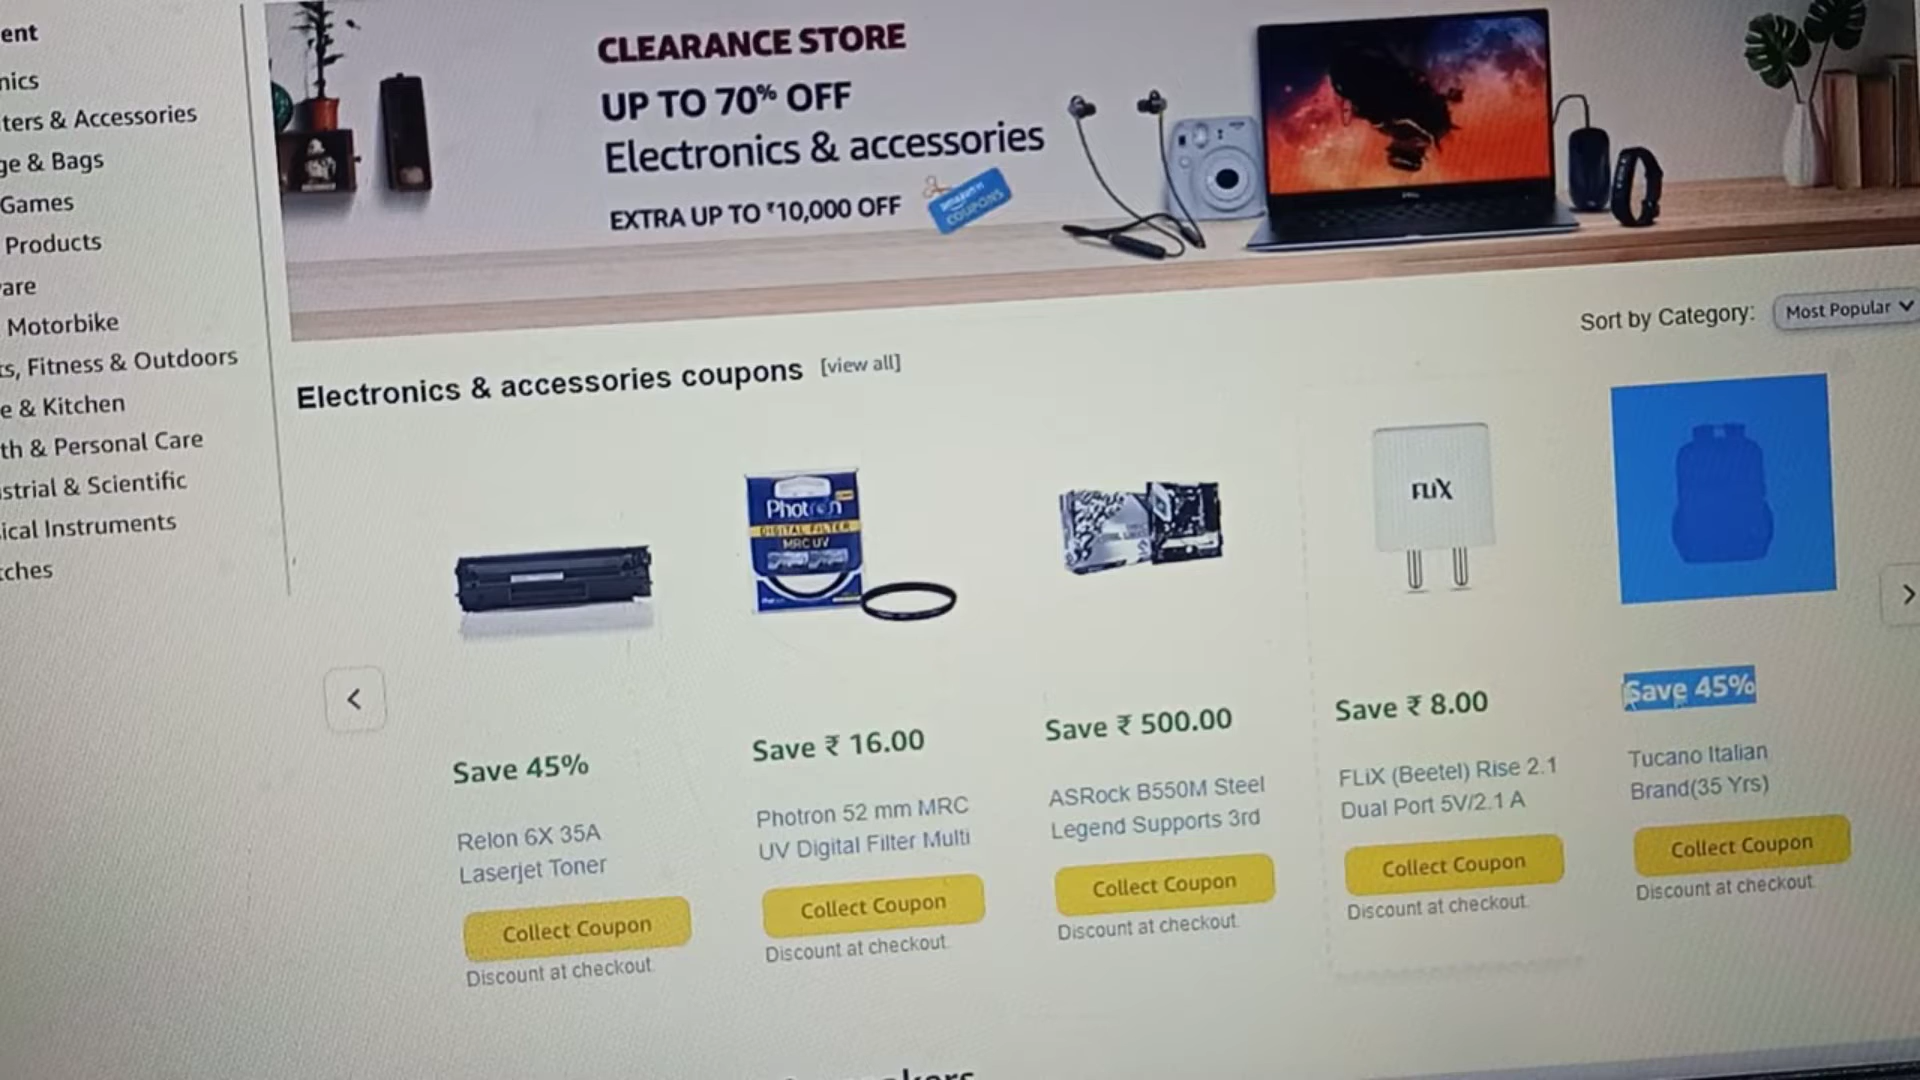 ent
nics
ters & Accessories
ge & Bags
Games
Products
are
Motorbike
ts, Fitness & Outdoors
e & Kitchen
th & Personal Care
strial & Scientific
ical Instruments
tches
CLEARANCE STORE
UP TO 70% OFF
Electronics & accessories
EXTRA UP TO ₹10,000 OFF
COUPONS
Sort by Category: Most Popular
Electronics & accessories coupons [view all]
Photron
DIGITAL FILTER
MRC UV
FLiX
Save 45%
Relon 6X 35A
Laserjet Toner
Collect Coupon
Discount at checkout.
Save ₹ 16.00
Photron 52 mm MRC
UV Digital Filter Multi
Collect Coupon
Discount at checkout.
Save ₹ 500.00
ASRock B550M Steel
Legend Supports 3rd
Collect Coupon
Discount at checkout.
Save ₹ 8.00
FLiX (Beetel) Rise 2.1
Dual Port 5V/2.1 A
Collect Coupon
Discount at checkout.
Save 45%
Tucano Italian
Brand(35 Yrs)
Collect Coupon
Discount at checkout.